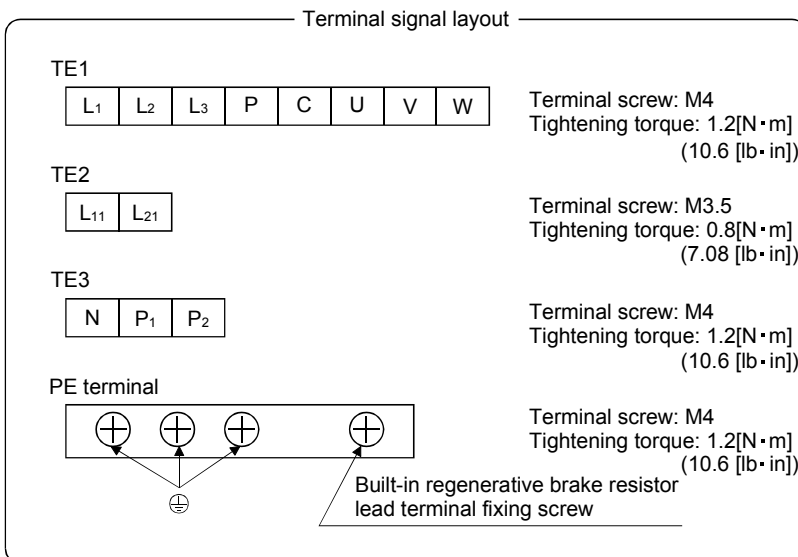 Terminal signal layout
TE1
L1 L2 L3 P C U V W
Terminal screw: M4
Tightening torque: 1.2[N▪m]
(10.6 [lb▪in])
TE2
L11 L21
Terminal screw: M3.5
Tightening torque: 0.8[N▪m]
(7.08 [lb▪in])
TE3
N P1 P2
Terminal screw: M4
Tightening torque: 1.2[N▪m]
(10.6 [lb▪in])
PE terminal
Terminal screw: M4
Tightening torque: 1.2[N▪m]
(10.6 [lb▪in])
Built-in regenerative brake resistor
lead terminal fixing screw